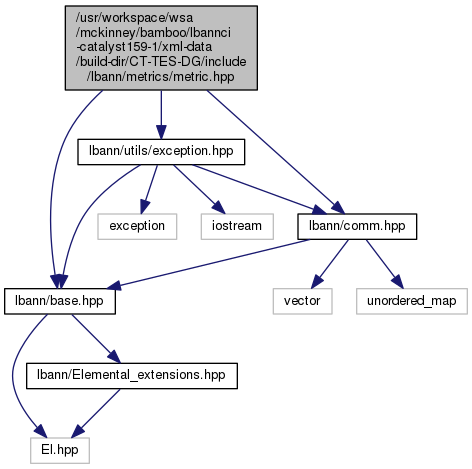 /usr/workspace/wsa
/mckinney/bamboo/lbannci
-catalyst159-1/xml-data
/build-dir/CT-TES-DG/include
/lbann/metrics/metric.hpp
lbann/utils/exception.hpp
exception
iostream
lbann/comm.hpp
lbann/base.hpp
vector
unordered_map
lbann/Elemental_extensions.hpp
El.hpp